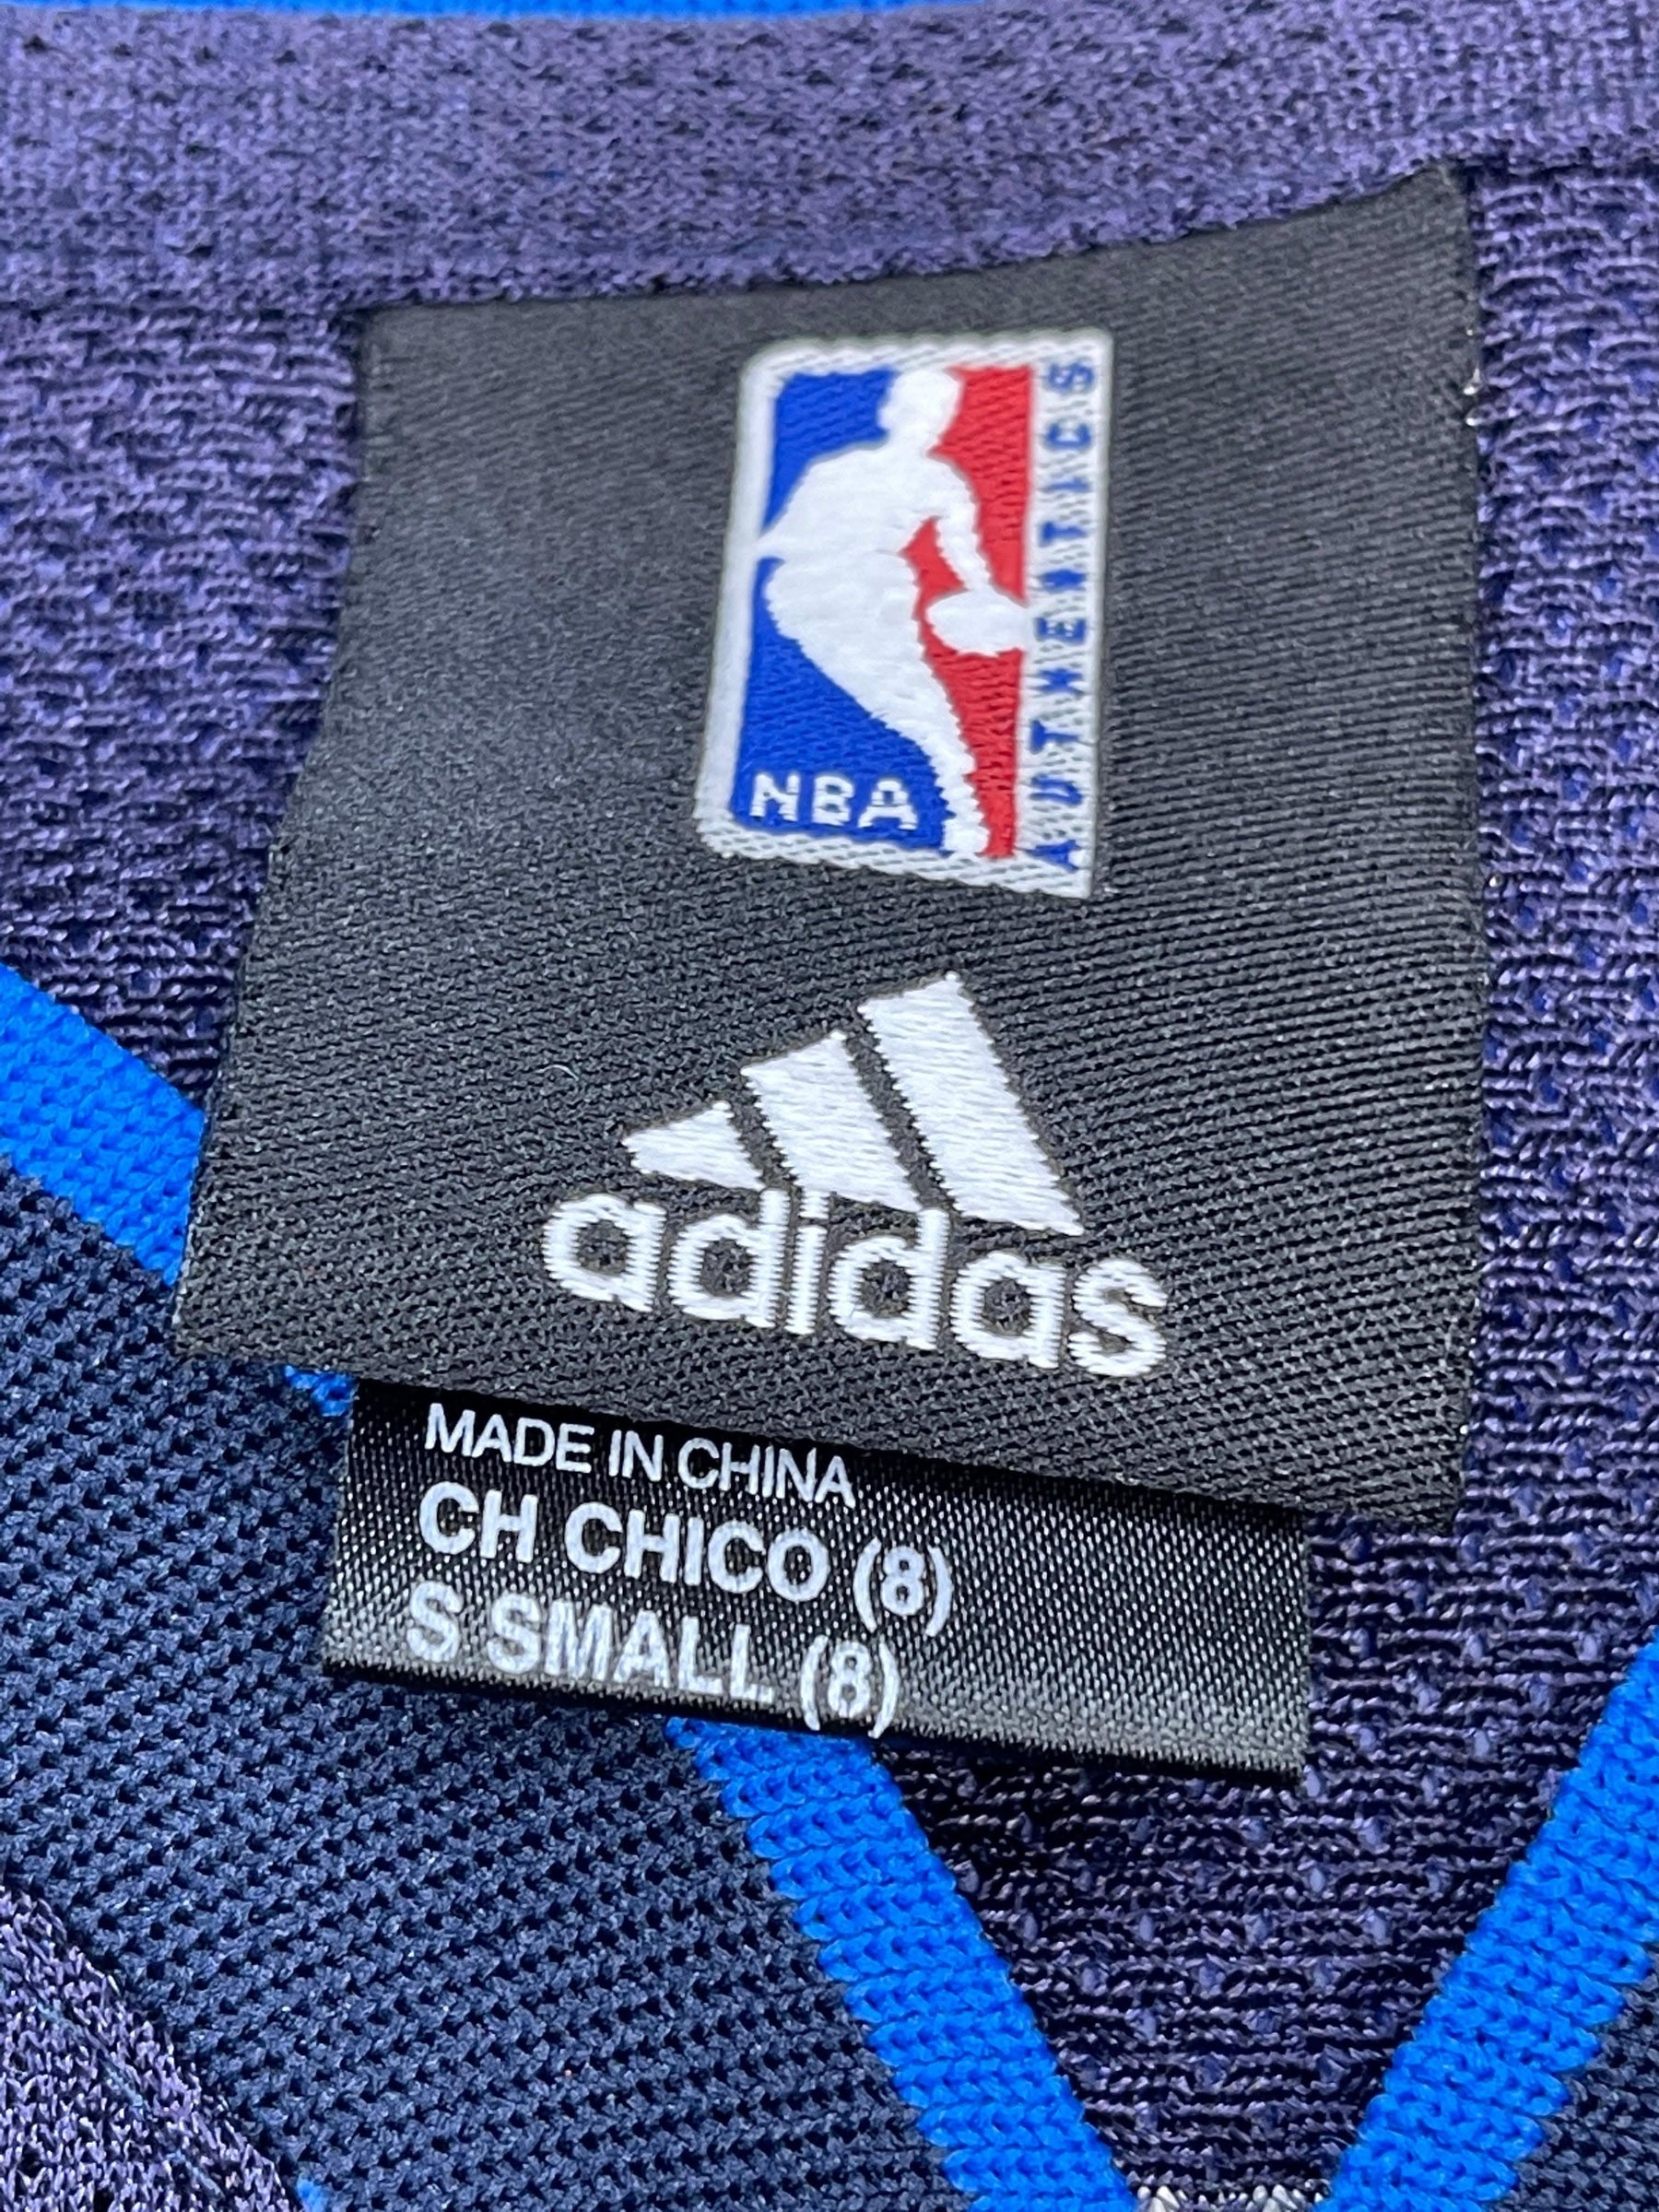 NBA
AUTHENTICS
adidas
MADE IN CHINA
CH CHICO (8)
S SMALL (8)